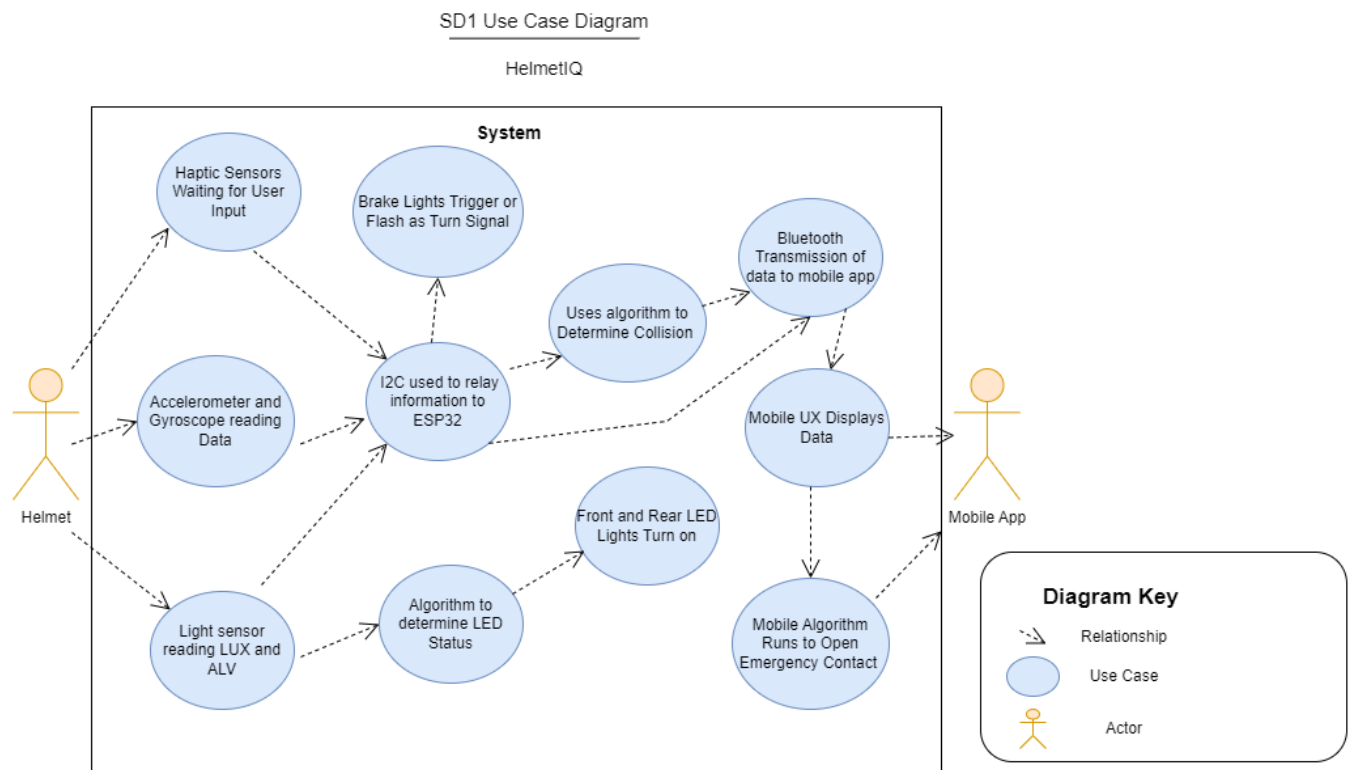 SD1 Use Case Diagram
HelmetIQ
System
Haptic Sensors
Waiting for User
Input
Brake Lights Trigger or
Flash as Turn Signal
Bluetooth
Transmission of
data to mobile app
Uses algorithm to
Determine Collision
I2C used to relay
information to
ESP32
Accelerometer and
Gyroscope reading
Data
Mobile UX Displays
Data
Helmet
Mobile App
Front and Rear LED
Lights Turn on
Algorithm to
determine LED
Status
Light sensor
reading LUX and
ALV
Mobile Algorithm
Runs to Open
Emergency Contact
Diagram Key
Relationship
Use Case
Actor